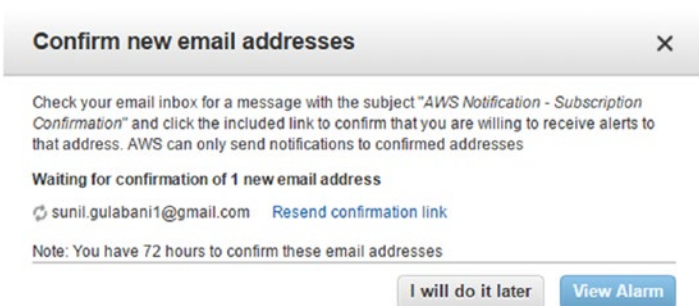 Confirm new email addresses
Check your email inbox for a message with the subject "AWS Notification - Subscription
Confirmation" and click the included link to confirm that you are willing to receive alerts to
that address. AWS can only send notifications to confirmed addresses
Waiting for confirmation of 1 new email address
sunil.gulabani1@gmail.com Resend confirmation link
Note: You have 72 hours to confirm these email addresses
I will do it later View Alarm